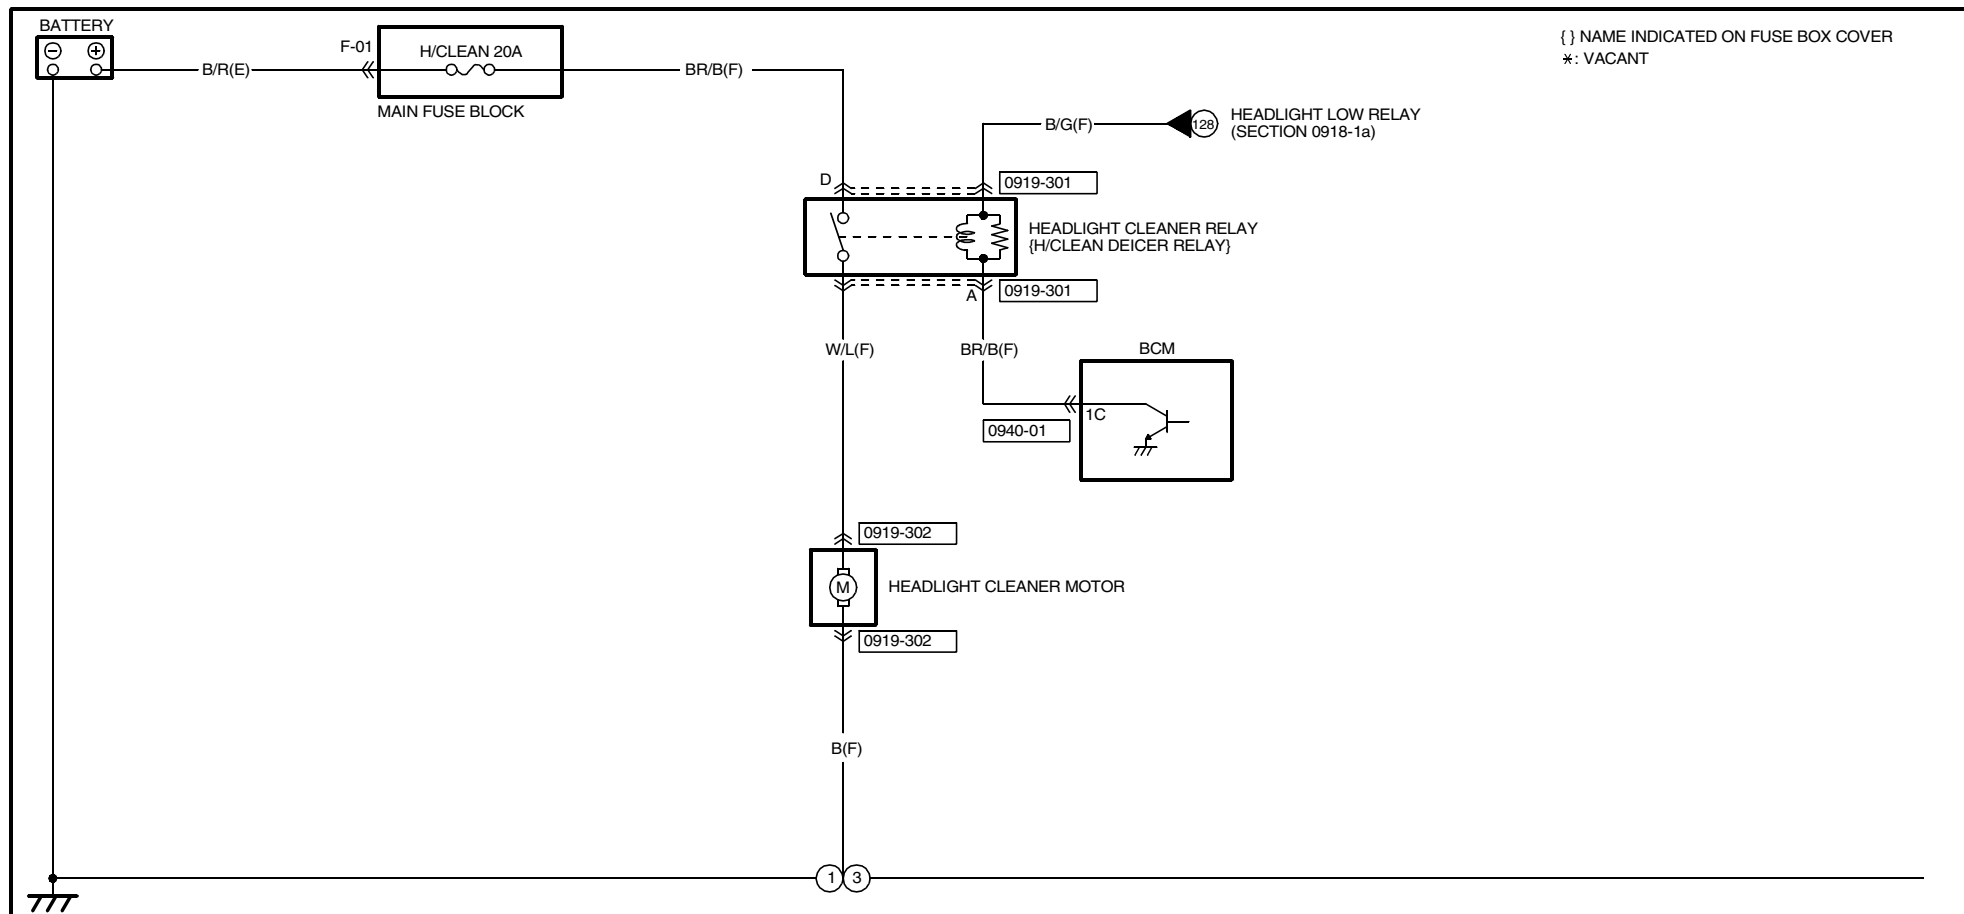 BATTERY
{ } NAME INDICATED ON FUSE BOX COVER
*: VACANT
F-01
H/CLEAN 20A
B/R(E)
BR/B(F)
MAIN FUSE BLOCK
B/G(F)
128
HEADLIGHT LOW RELAY
(SECTION 0918-1a)
D
0919-301
HEADLIGHT CLEANER RELAY
{H/CLEAN DEICER RELAY}
A
0919-301
W/L(F)
BR/B(F)
BCM
1C
0940-01
0919-302
M
HEADLIGHT CLEANER MOTOR
0919-302
B(F)
1
3